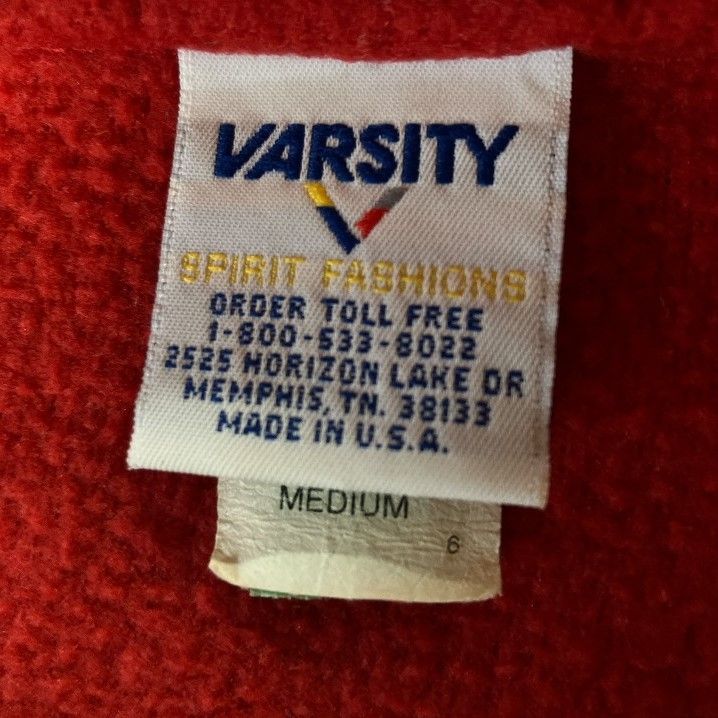 VARSITY
SPIRIT FASHIONS
ORDER TOLL FREE
1-800-533-8022
2525 HORIZON LAKE DR
MEMPHIS, TN. 38133
MADE IN U.S.A.
MEDIUM
6